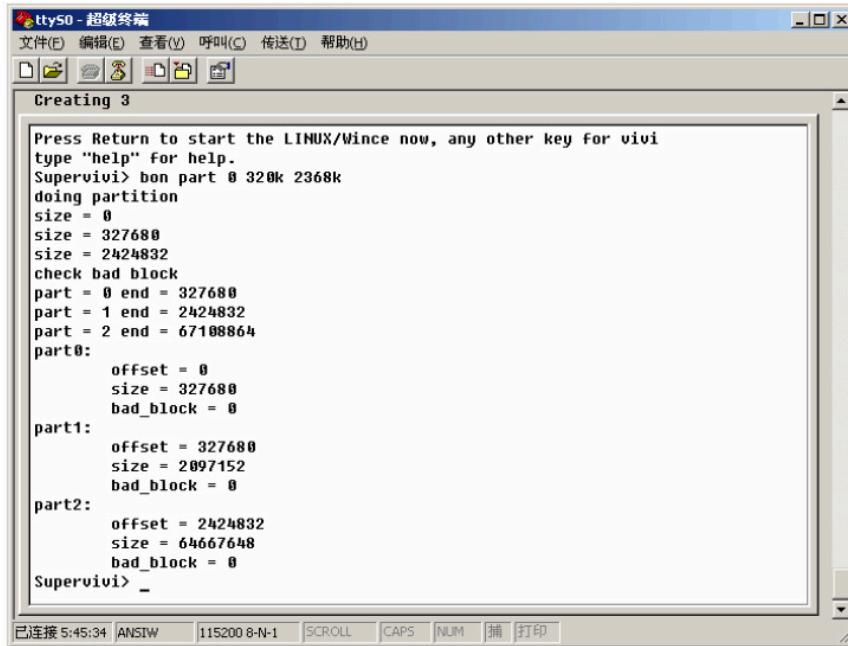 ttyS0 - 超级终端
文件(F) 编辑(E) 查看(V) 呼叫(C) 传送(T) 帮助(H)
Creating 3
Press Return to start the LINUX/Wince now, any other key for vivi
type "help" for help.
Supervivi> bon part 0 320k 2368k
doing partition
size = 0
size = 327680
size = 2424832
check bad block
part = 0 end = 327680
part = 1 end = 2424832
part = 2 end = 67108864
part0:
offset = 0
size = 327680
bad_block = 0
part1:
offset = 327680
size = 2097152
bad_block = 0
part2:
offset = 2424832
size = 64667648
bad_block = 0
Supervivi> _
已连接 5:45:34 ANSIW 115200 8-N-1 SCROLL CAPS NUM 捕 打印